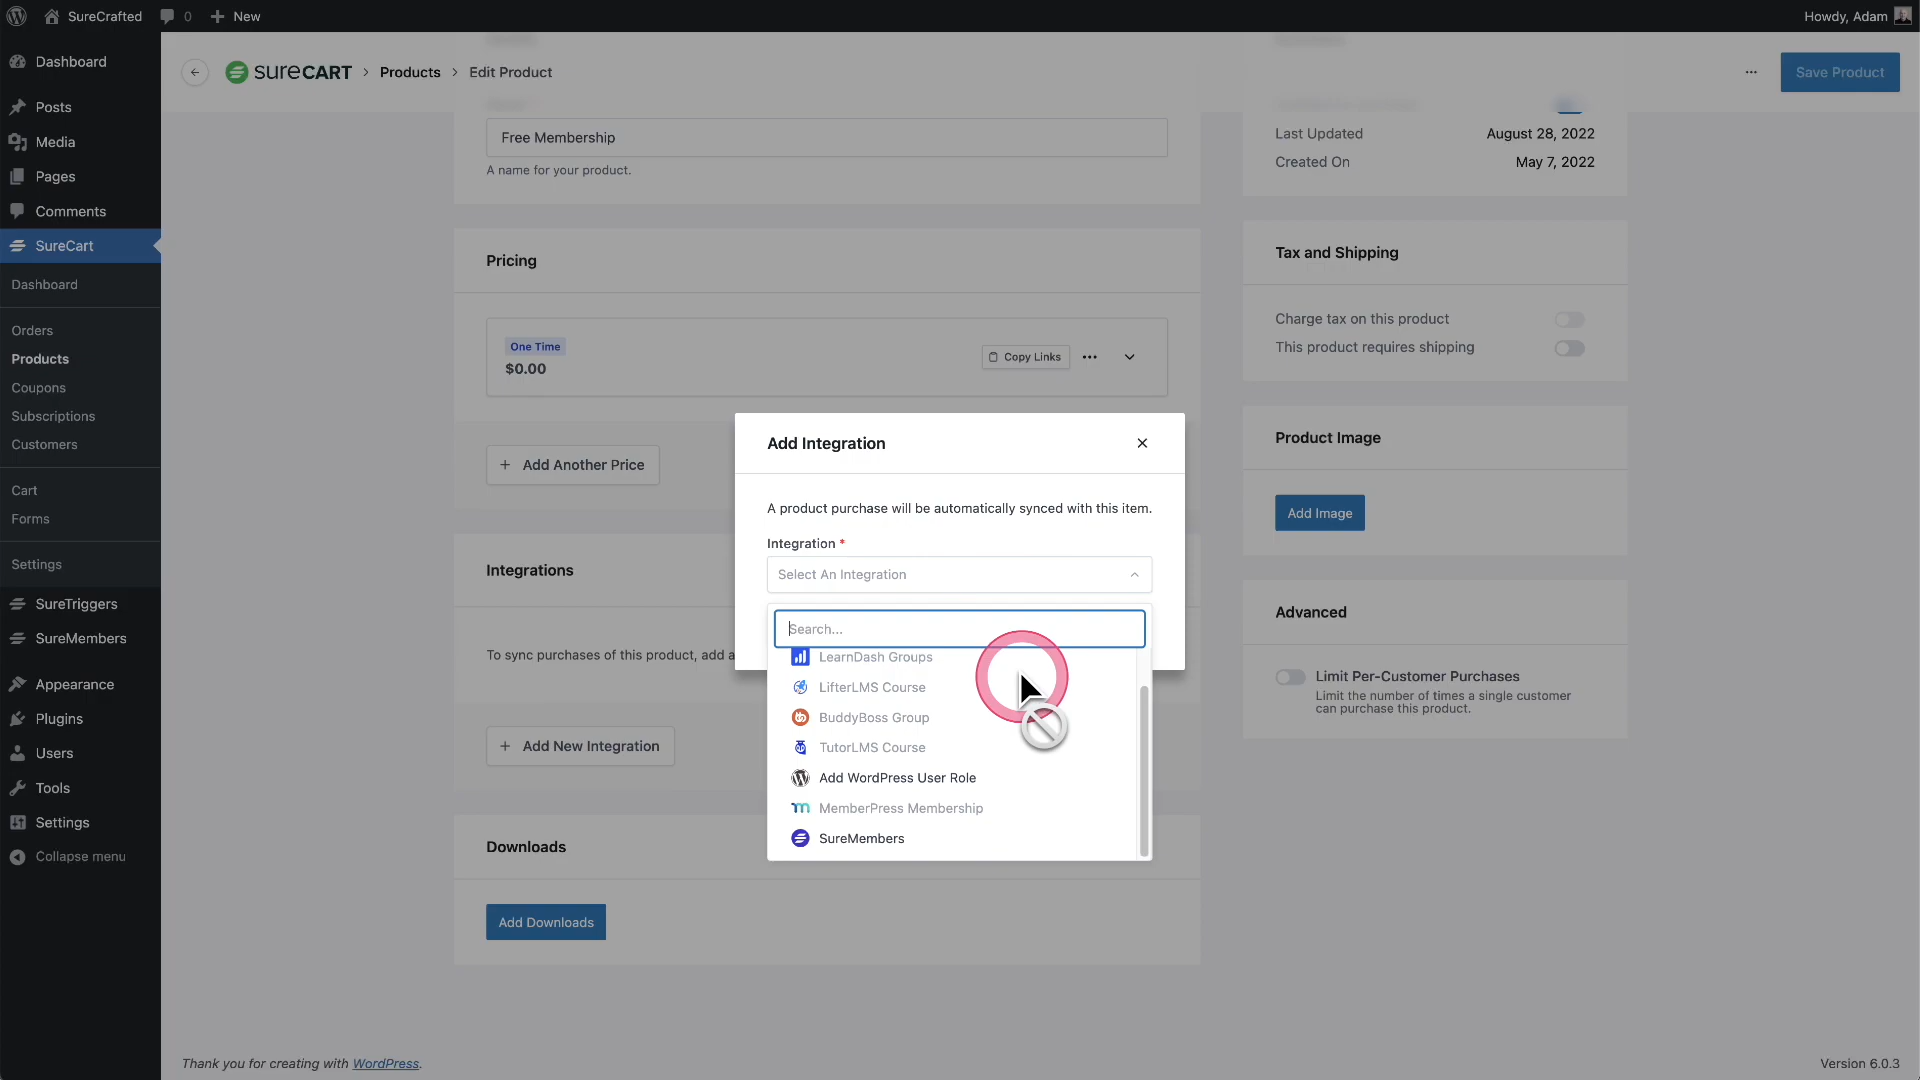 SureCrafted
0
New
Howdy, Adam
Dashboard
Posts
Media
Pages
Comments
SureCart
Dashboard
Orders
Products
Coupons
Subscriptions
Customers
Cart
Forms
Settings
SureTriggers
SureMembers
Appearance
Plugins
Users
Tools
Settings
Collapse menu
SURECART > Products > Edit Product
Save Product
Free Membership
A name for your product.
Pricing
One Time
$0.00
Copy Links
Add Another Price
Integrations
To sync purchases of this product, add a
Add New Integration
Downloads
Add Downloads
Add Integration
A product purchase will be automatically synced with this item.
Integration *
Select An Integration
Search...
LearnDash Groups
LifterLMS Course
BuddyBoss Group
TutorLMS Course
Add WordPress User Role
MemberPress Membership
SureMembers
Last Updated August 28, 2022
Created On May 7, 2022
Tax and Shipping
Charge tax on this product
This product requires shipping
Product Image
Add Image
Advanced
Limit Per-Customer Purchases
Limit the number of times a single customer
can purchase this product.
Thank you for creating with WordPress.
Version 6.0.3